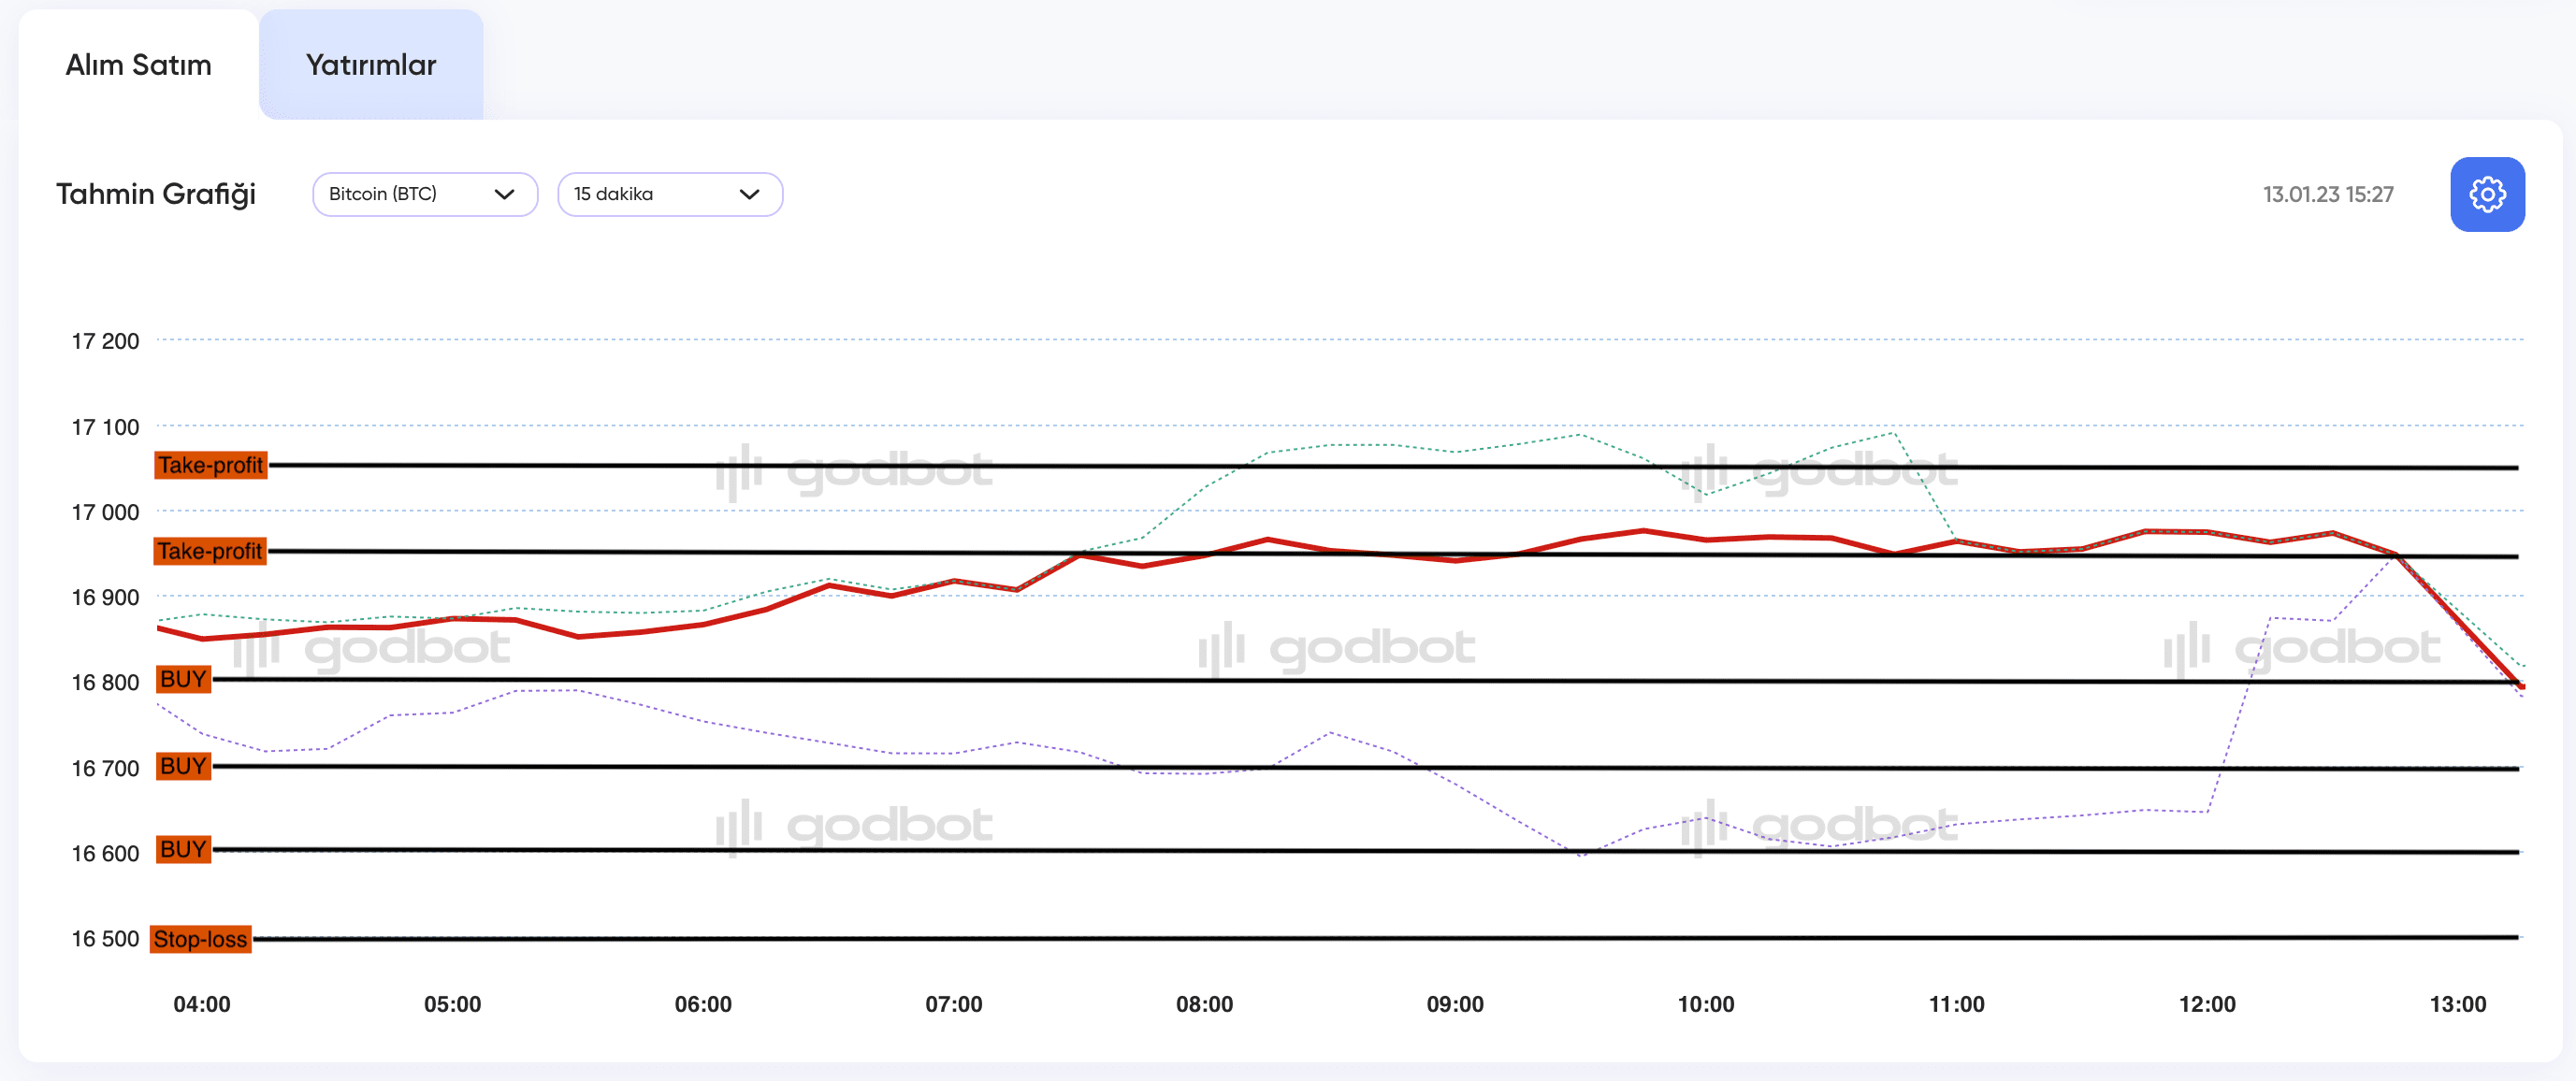 Alım Satım
Yatırımlar
Tahmin Grafiği
Bitcoin (BTC)
15 dakika
13.01.23 15:27
17 200
17 100
Take-profit
godbot
godbot
17 000
Take-profit
16 900
godbot
godbot
godbot
16 800
BUY
16 700
BUY
godbot
godbot
16 600
BUY
16 500
Stop-loss
04:00
05:00
06:00
07:00
08:00
09:00
10:00
11:00
12:00
13:00